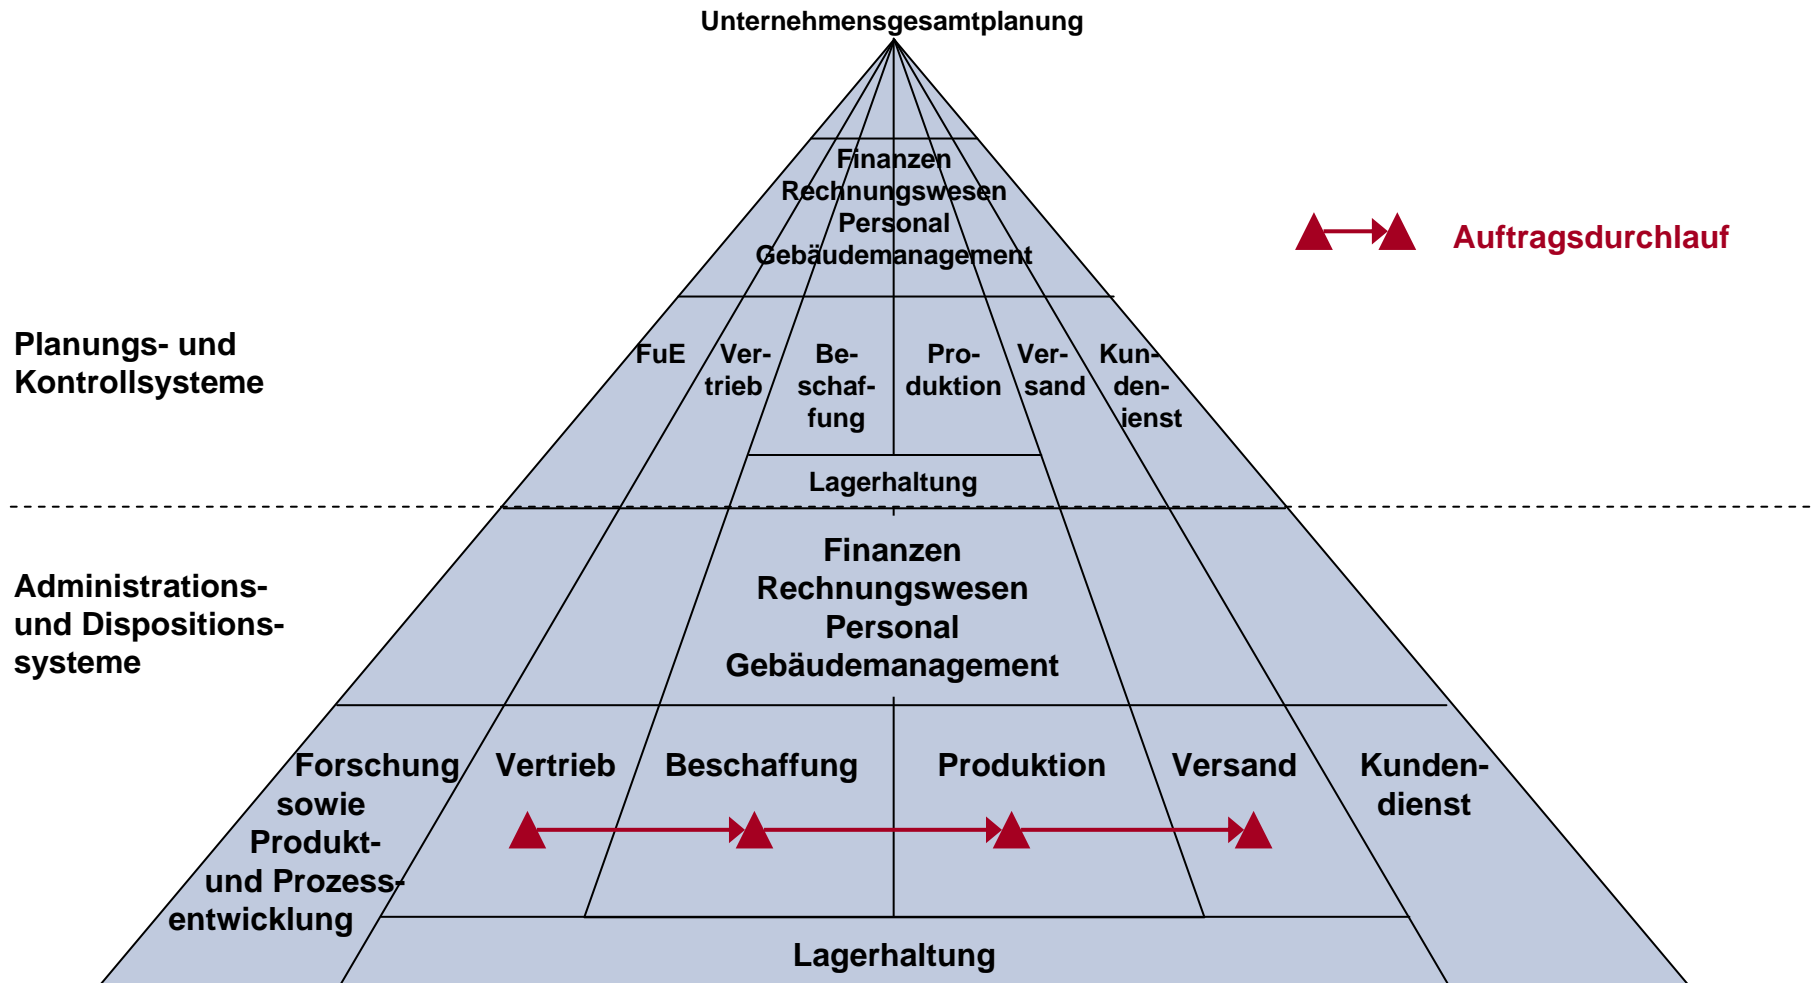 Unternehmensgesamtplanung
Finanzen
Rechnungswesen
Personal
Gebäudemanagement
Auftragsdurchlauf
Planungs- und
Kontrollsysteme
FuE
Ver-
trieb
Be-
schaf-
fung
Pro-
duktion
Ver-
sand
Kun-
den-
ienst
Lagerhaltung
Administrations-
und Dispositions-
systeme
Finanzen
Rechnungswesen
Personal
Gebäudemanagement
Forschung
sowie
Produkt-
und Prozess-
entwicklung
Vertrieb
Beschaffung
Produktion
Versand
Kunden-
dienst
Lagerhaltung